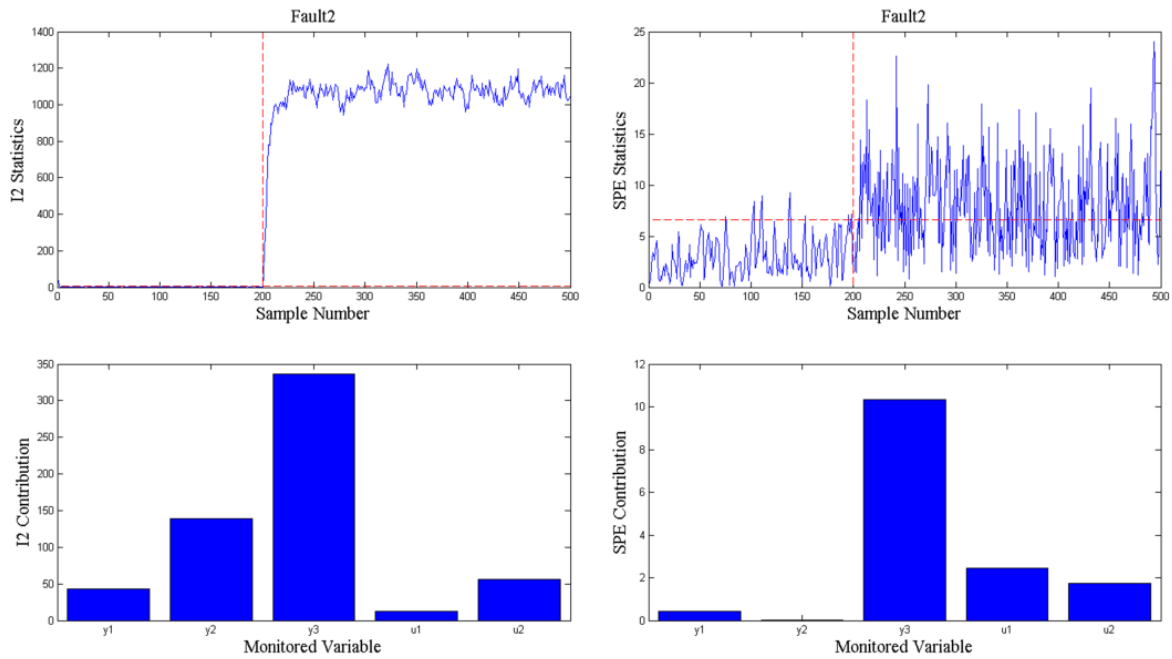 Fault2
1400
1200
1000
800
600
400
200
0
I2 Statistics
0 50 100 150 200 250 300 350 400 450 500
Sample Number
Fault2
25
20
15
10
5
0
SPE Statistics
0 50 100 150 200 250 300 350 400 450 500
Sample Number
350
300
250
200
150
100
50
0
I2 Contribution
y1 y2 y3 u1 u2
Monitored Variable
12
10
8
6
4
2
0
SPE Contribution
y1 y2 y3 u1 u2
Monitored Variable